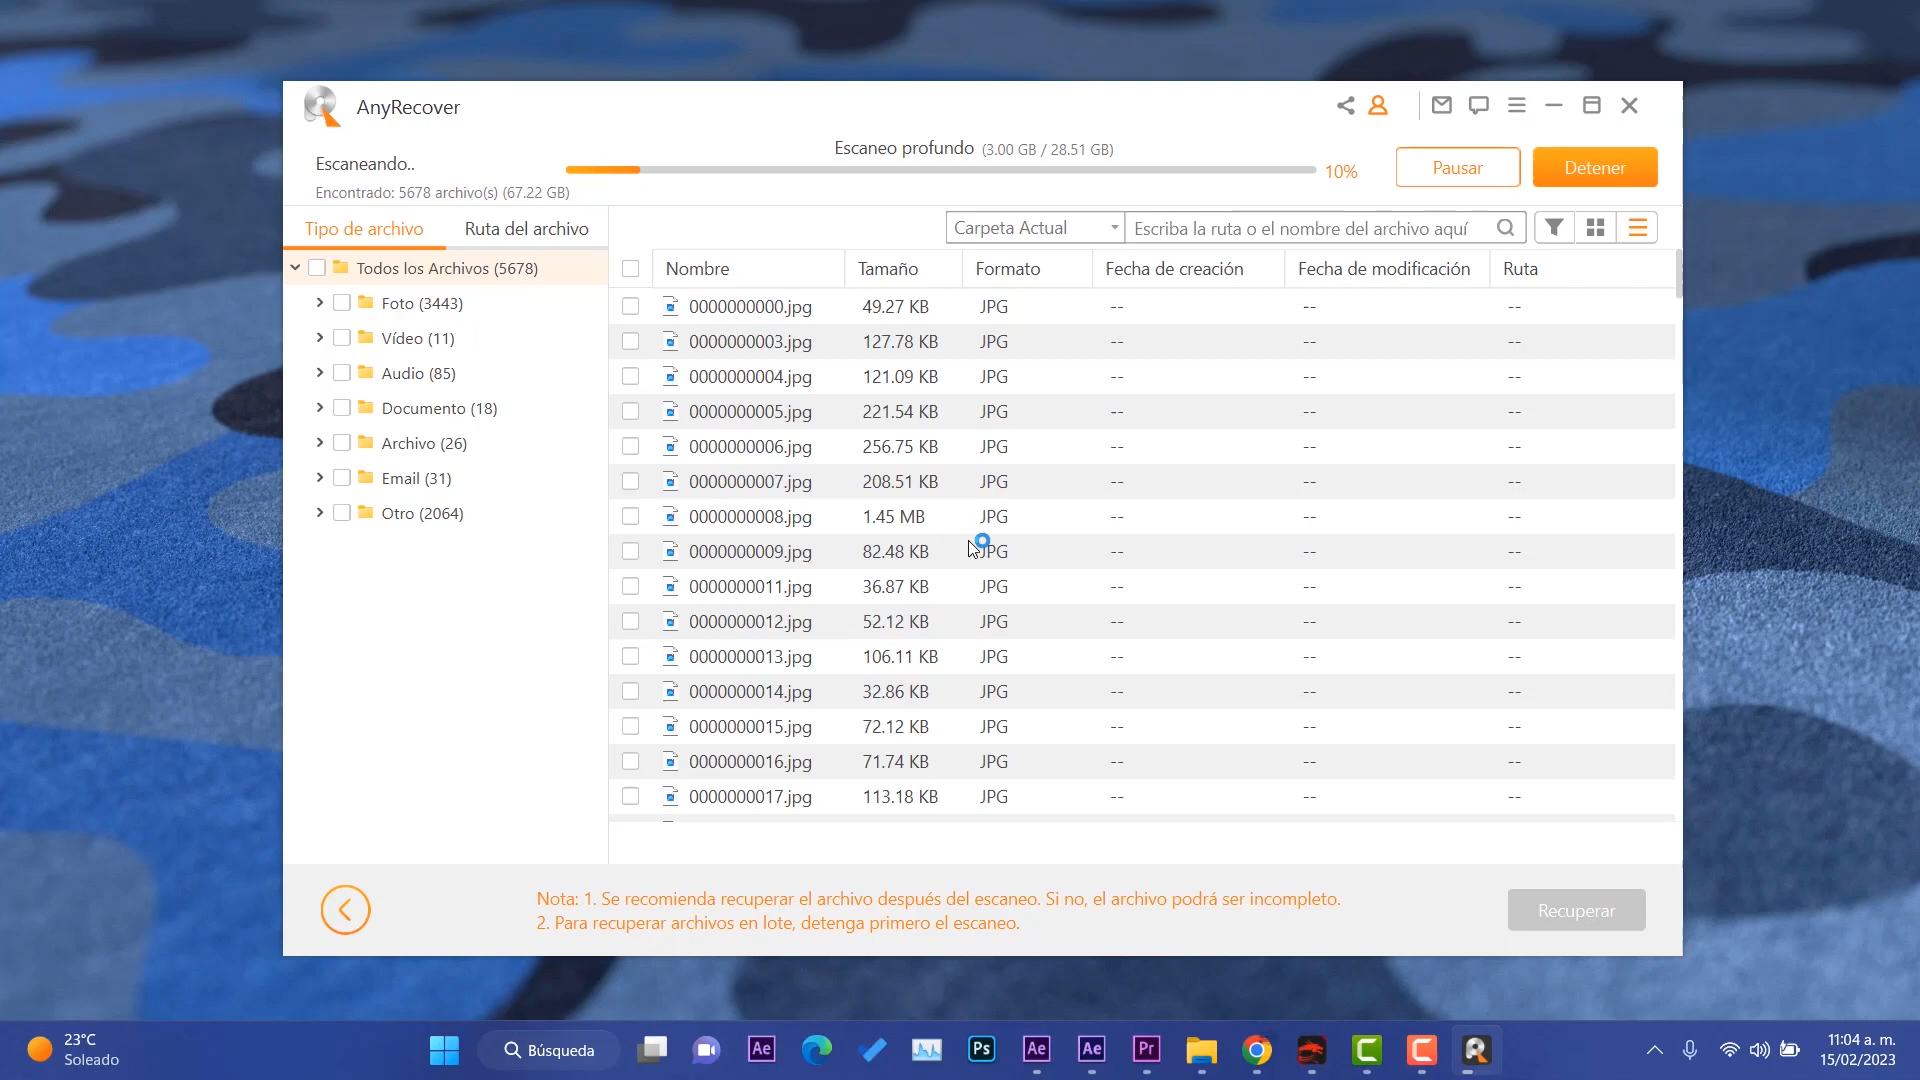 AnyRecover
Escaneo profundo (3.00 GB / 28.51 GB)
Escaneando..
10%
Pausar
Detener
Encontrado: 5678 archivo(s) (67.22 GB)
Tipo de archivo
Ruta del archivo
Carpeta Actual
Escriba la ruta o el nombre del archivo aquí
Todos los Archivos (5678)
Foto (3443)
Vídeo (11)
Audio (85)
Documento (18)
Archivo (26)
Email (31)
Otro (2064)
Nombre Tamaño Formato Fecha de creación Fecha de modificación Ruta
0000000000.jpg 49.27 KB JPG -- -- --
0000000003.jpg 127.78 KB JPG -- -- --
0000000004.jpg 121.09 KB JPG -- -- --
0000000005.jpg 221.54 KB JPG -- -- --
0000000006.jpg 256.75 KB JPG -- -- --
0000000007.jpg 208.51 KB JPG -- -- --
0000000008.jpg 1.45 MB JPG -- -- --
0000000009.jpg 82.48 KB JPG -- -- --
0000000011.jpg 36.87 KB JPG -- -- --
0000000012.jpg 52.12 KB JPG -- -- --
0000000013.jpg 106.11 KB JPG -- -- --
0000000014.jpg 32.86 KB JPG -- -- --
0000000015.jpg 72.12 KB JPG -- -- --
0000000016.jpg 71.74 KB JPG -- -- --
0000000017.jpg 113.18 KB JPG -- -- --
Nota: 1. Se recomienda recuperar el archivo después del escaneo. Si no, el archivo podrá ser incompleto.
2. Para recuperar archivos en lote, detenga primero el escaneo.
Recuperar
23°C
Soleado
Búsqueda
Ae
Ps
Ae
Ae
Pr
C
C
11:04 a. m.
15/02/2023